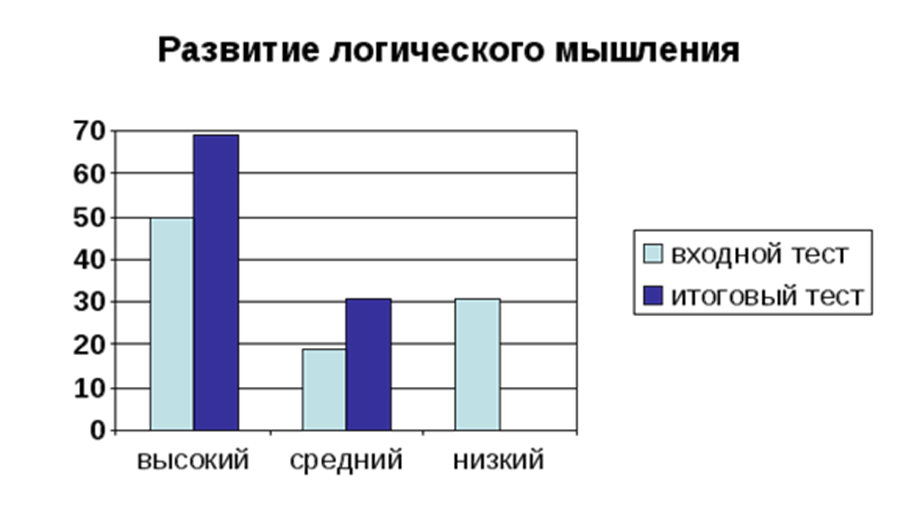 Развитие логического мышления
70
60
50
40
30
20
10
0
высокий средний низкий
входной тест
итоговый тест